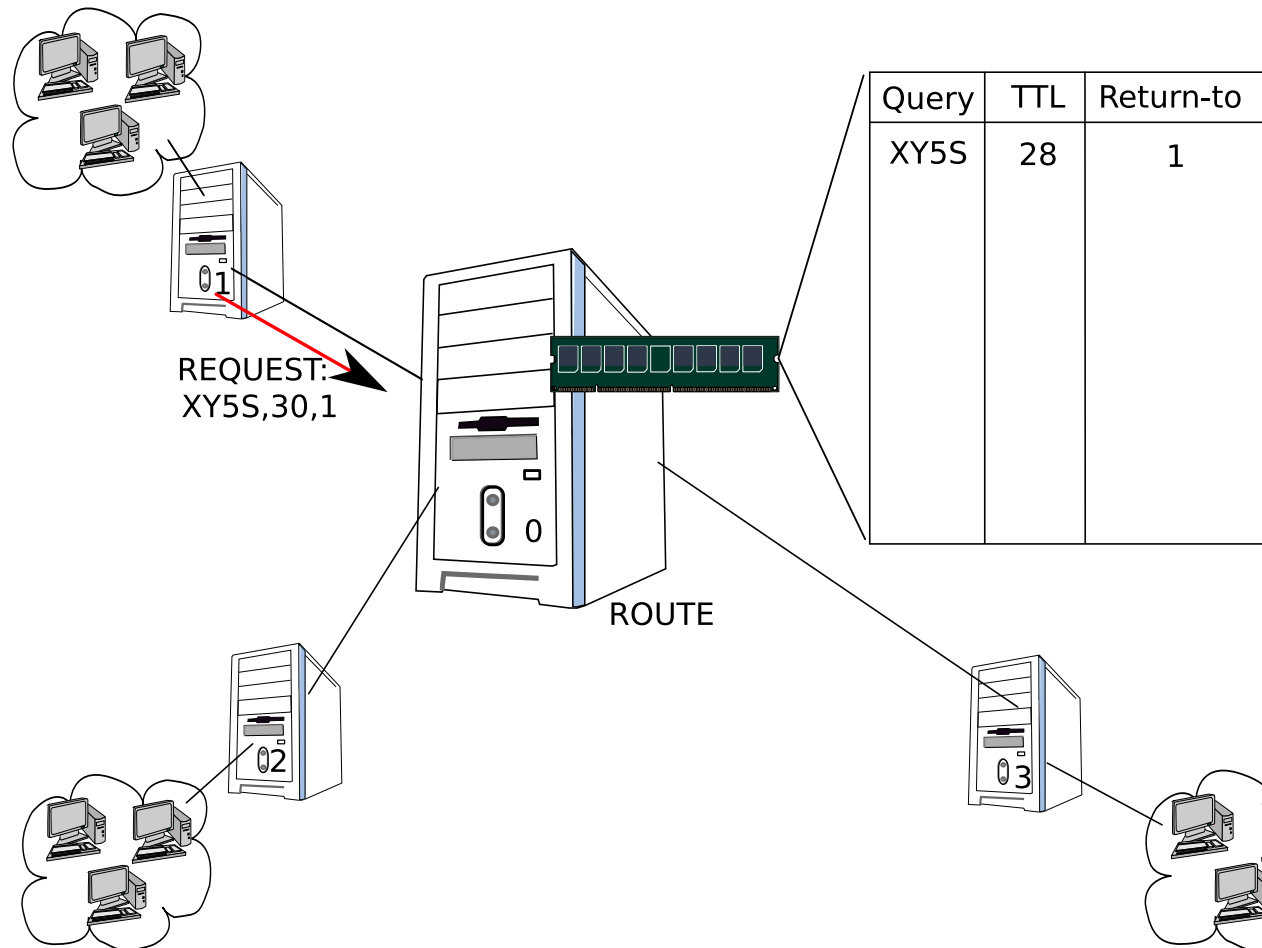 Query TTL Return-to
XY5S 28 1
1
REQUEST:
XY5S,30,1
0
ROUTE
2
3